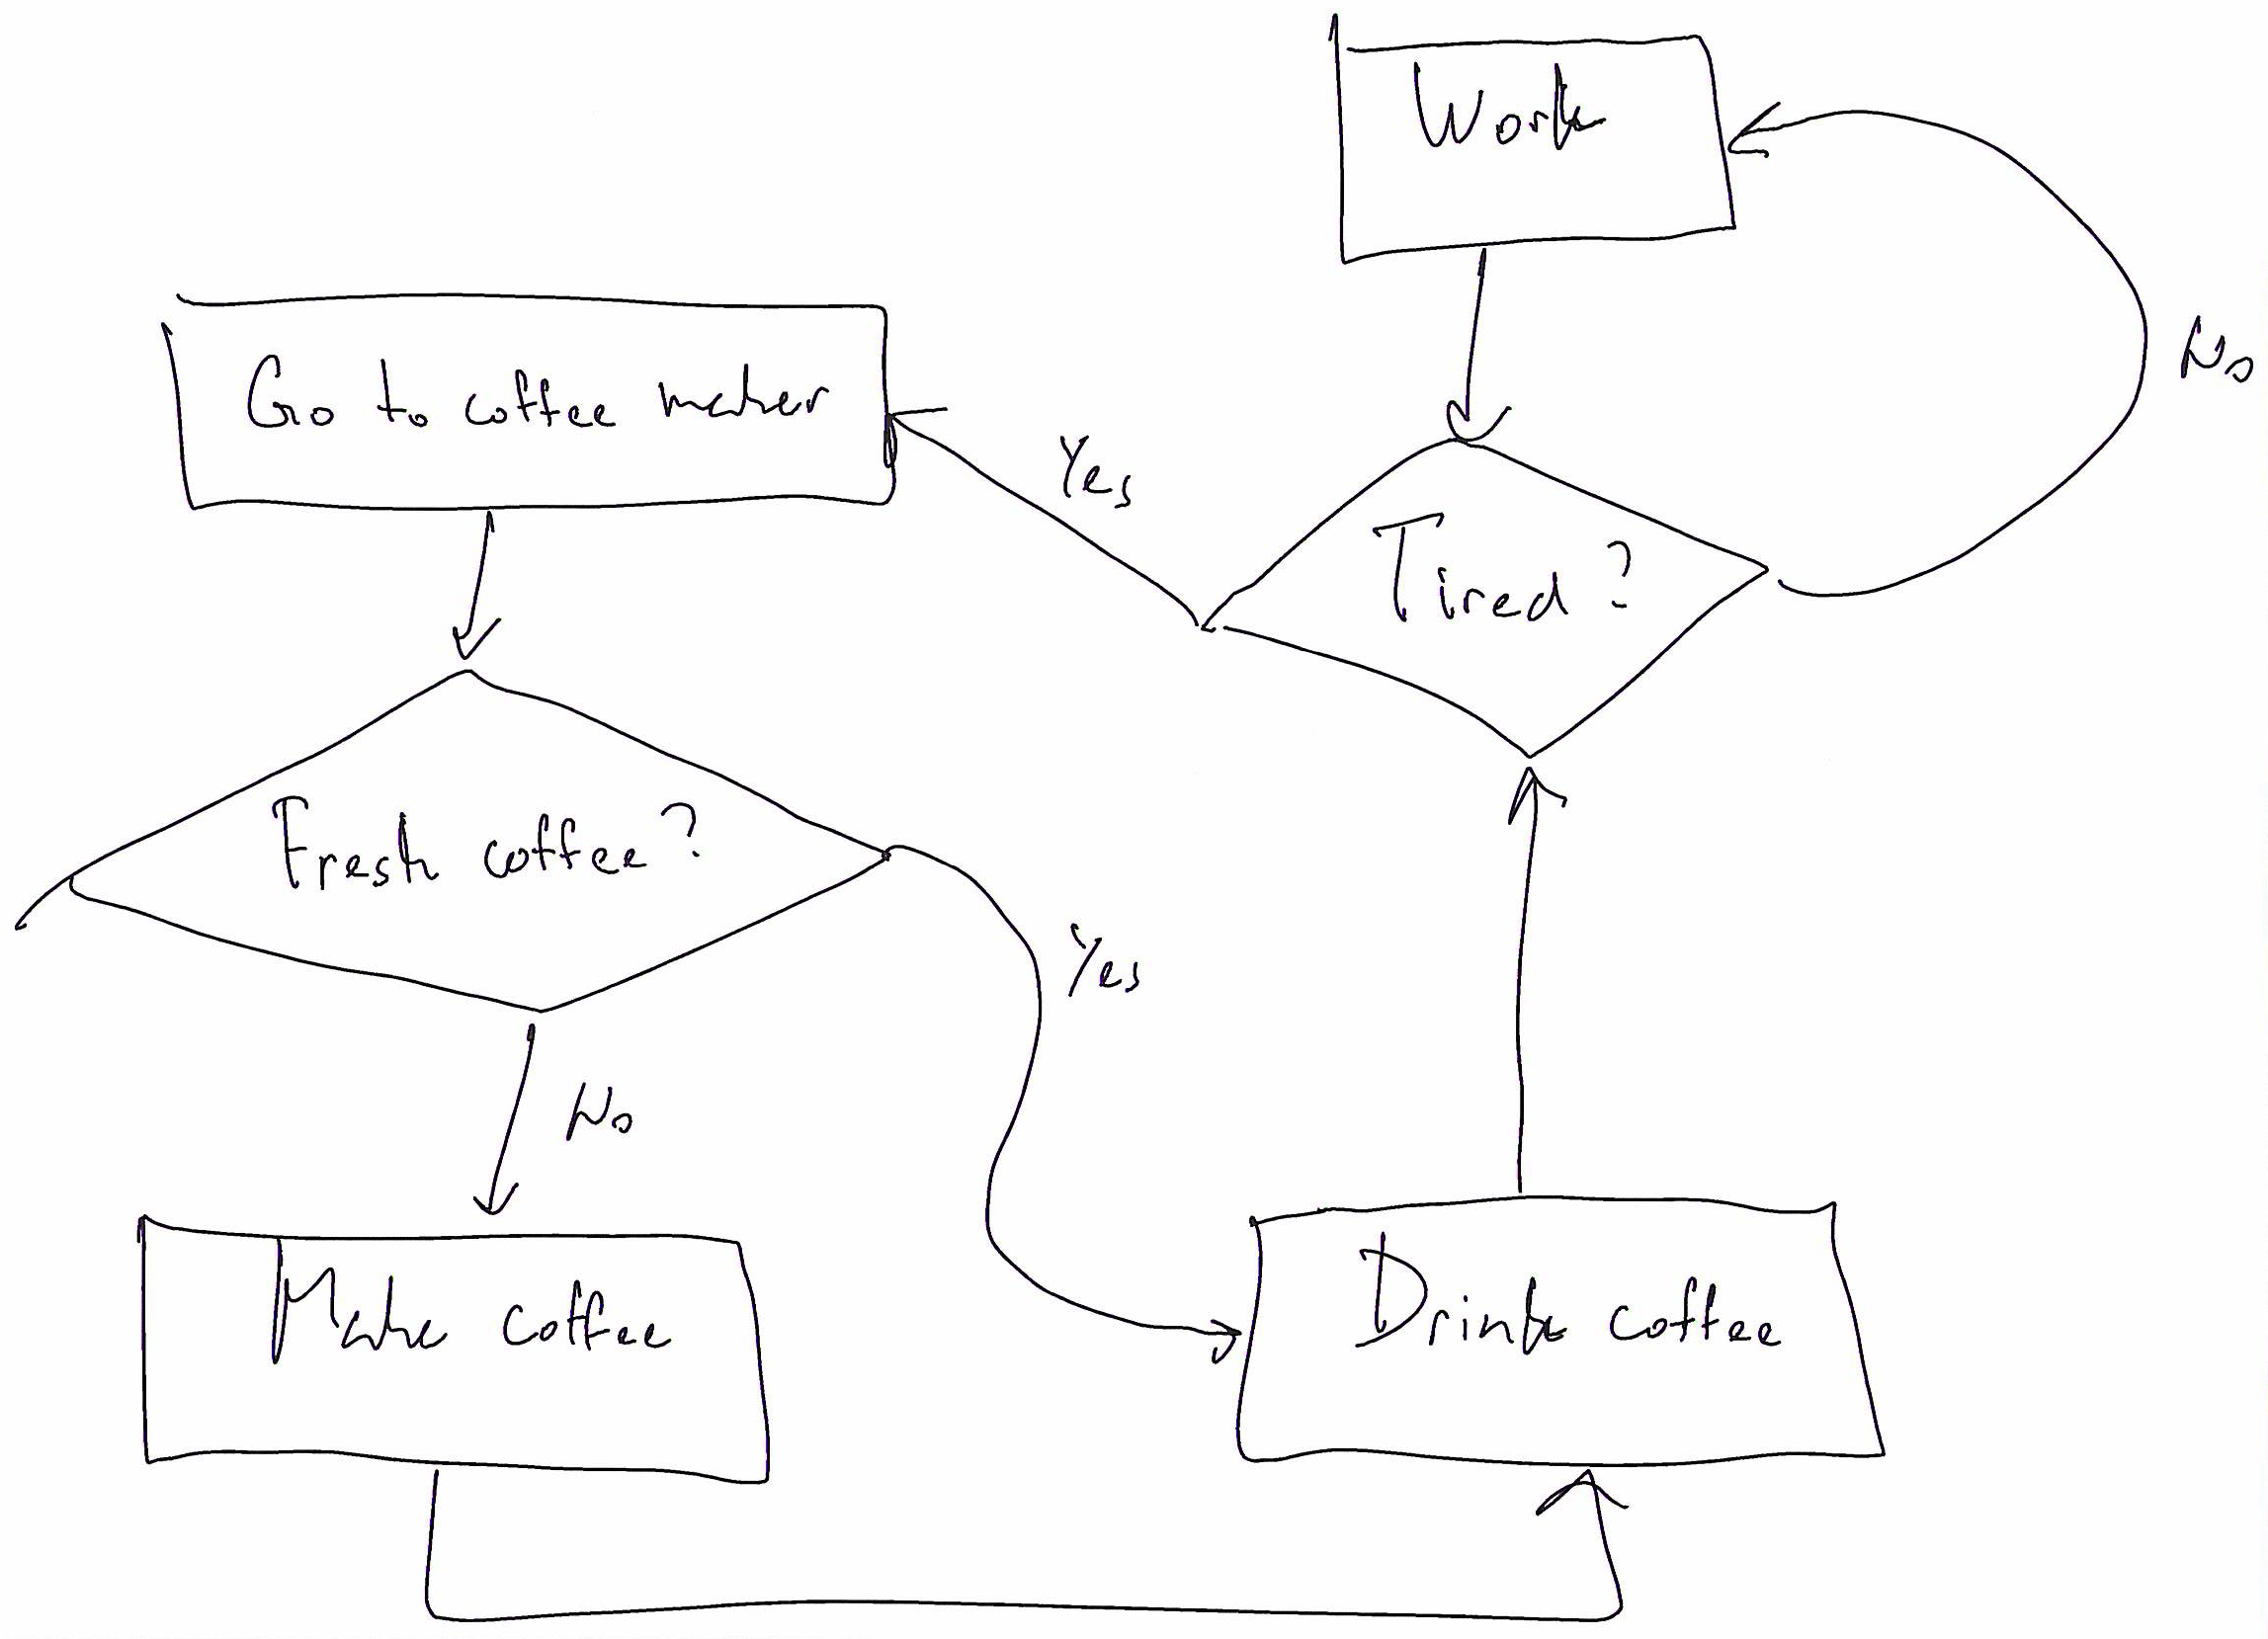 Work
No
Go to coffee maker
Yes
Tired?
Fresh coffee?
Yes
No
Make coffee
Drink coffee